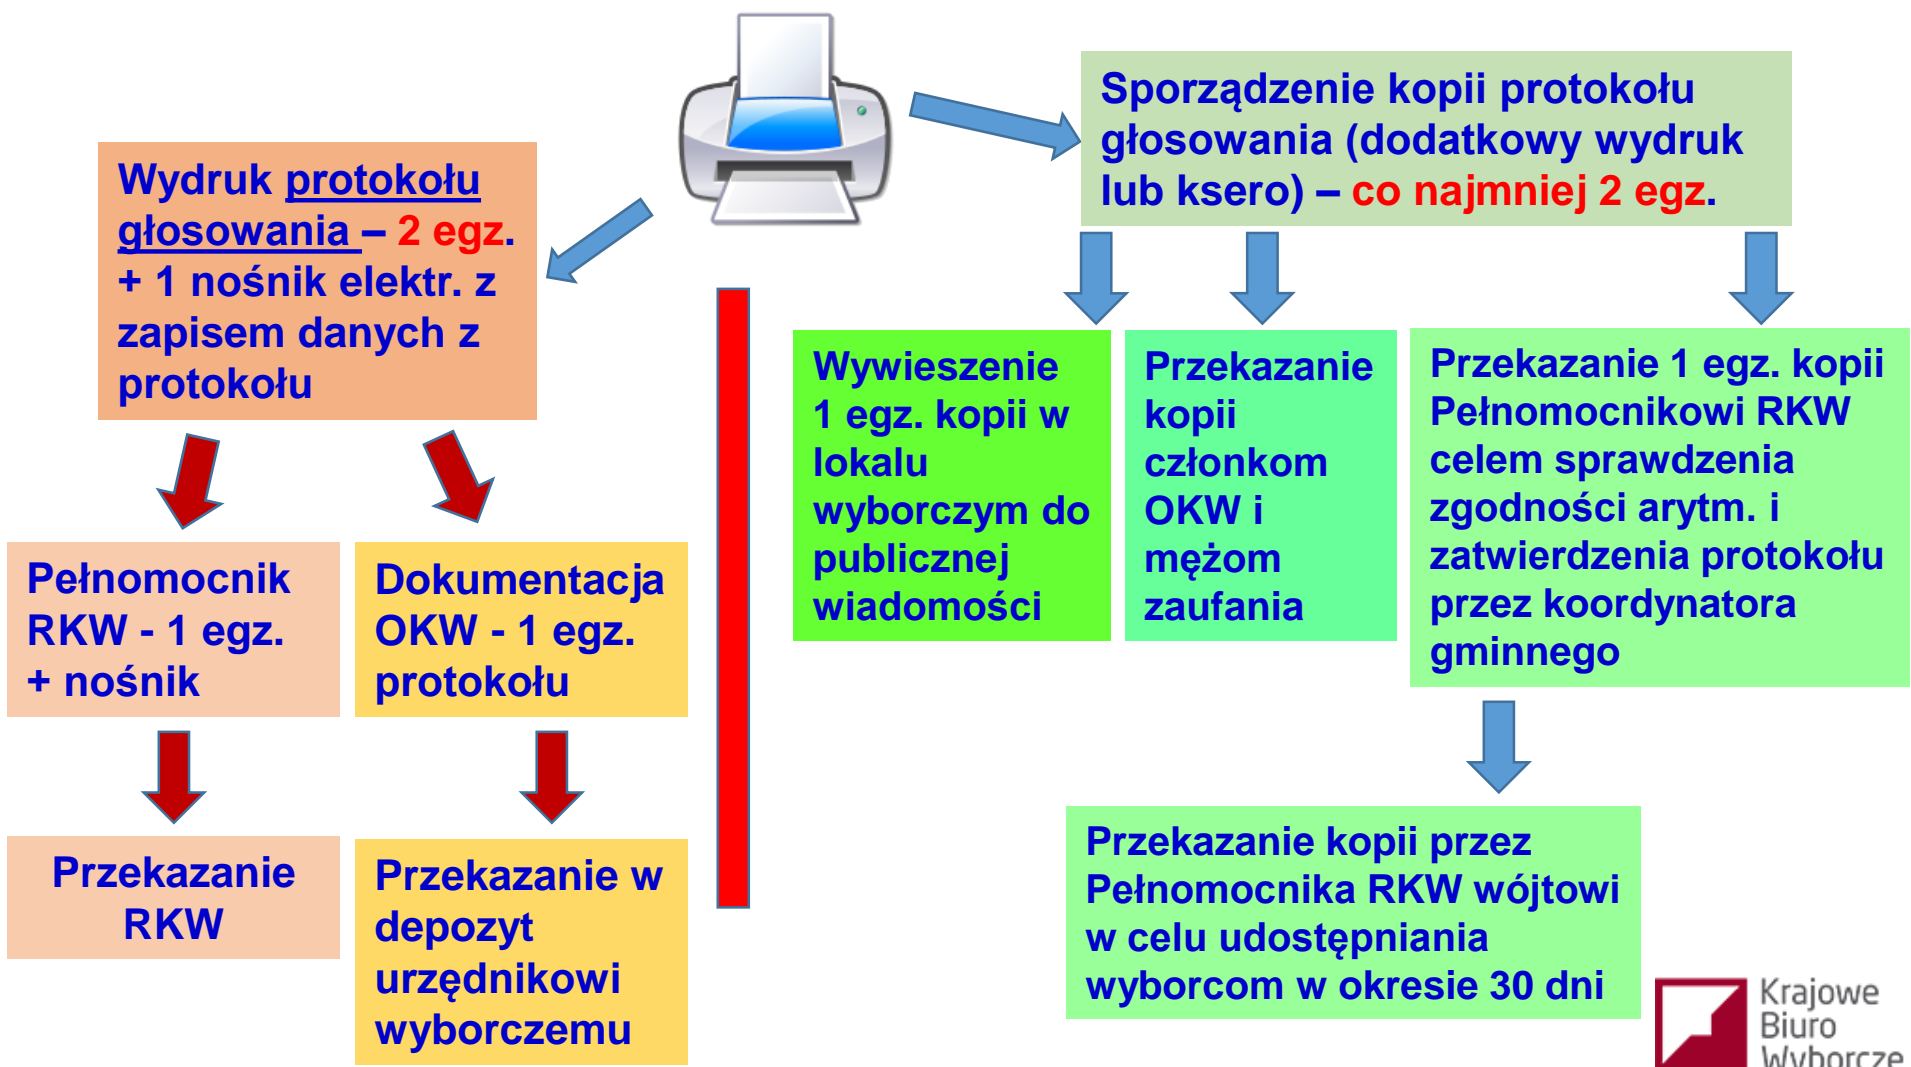 Wydruk protokołu
głosowania – 2 egz.
+ 1 nośnik elektr. z
zapisem danych z
protokołu
Pełnomocnik
RKW - 1 egz.
+ nośnik
Dokumentacja
OKW - 1 egz.
protokołu
Przekazanie
RKW
Przekazanie w
depozyt
urzędnikowi
wyborczemu
Sporządzenie kopii protokołu
głosowania (dodatkowy wydruk
lub ksero) – co najmniej 2 egz.
Wywieszenie
1 egz. kopii w
lokalu
wyborczym do
publicznej
wiadomości
Przekazanie
kopii
członkom
OKW i
mężom
zaufania
Przekazanie 1 egz. kopii
Pełnomocnikowi RKW
celem sprawdzenia
zgodności arytm. i
zatwierdzenia protokołu
przez koordynatora
gminnego
Przekazanie kopii przez
Pełnomocnika RKW wójtowi
w celu udostępniania
wyborcom w okresie 30 dni
Krajowe
Biuro
Wyborcze